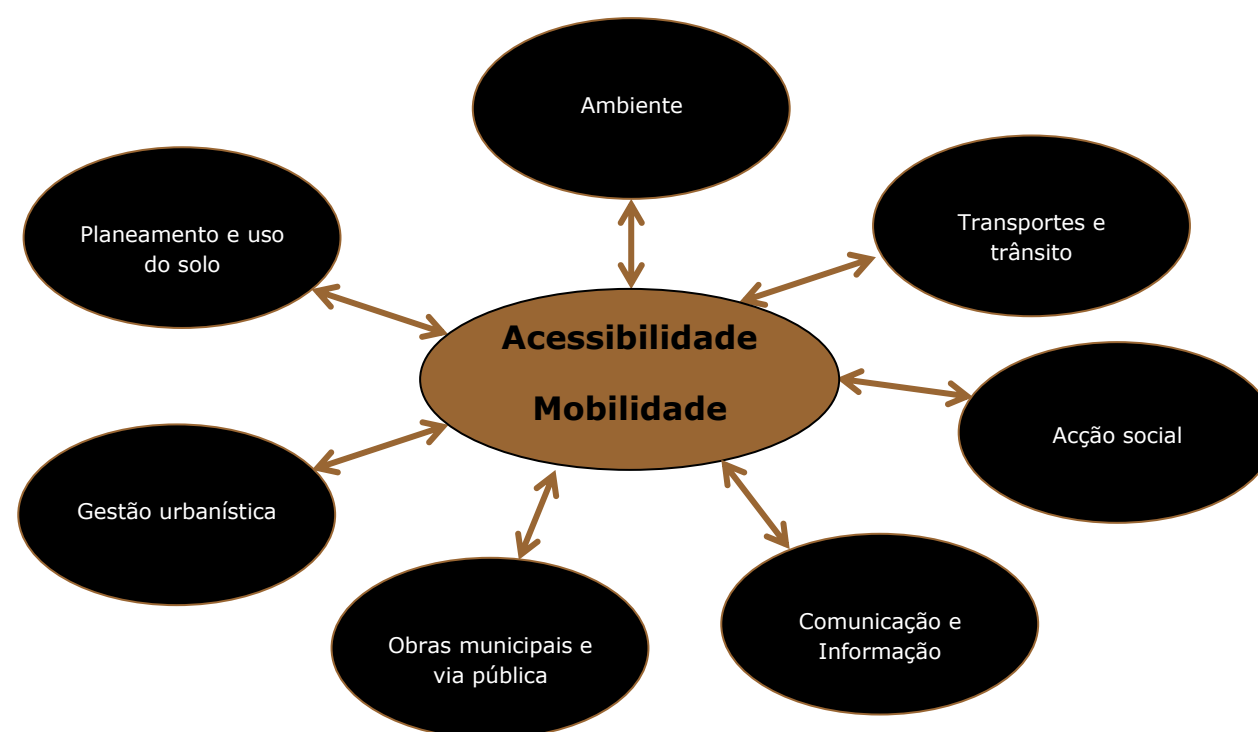 Ambiente
Planeamento e uso
do solo
Transportes e
trânsito
Acessibilidade
Mobilidade
Acção social
Gestão urbanística
Comunicação e
Informação
Obras municipais e
via pública